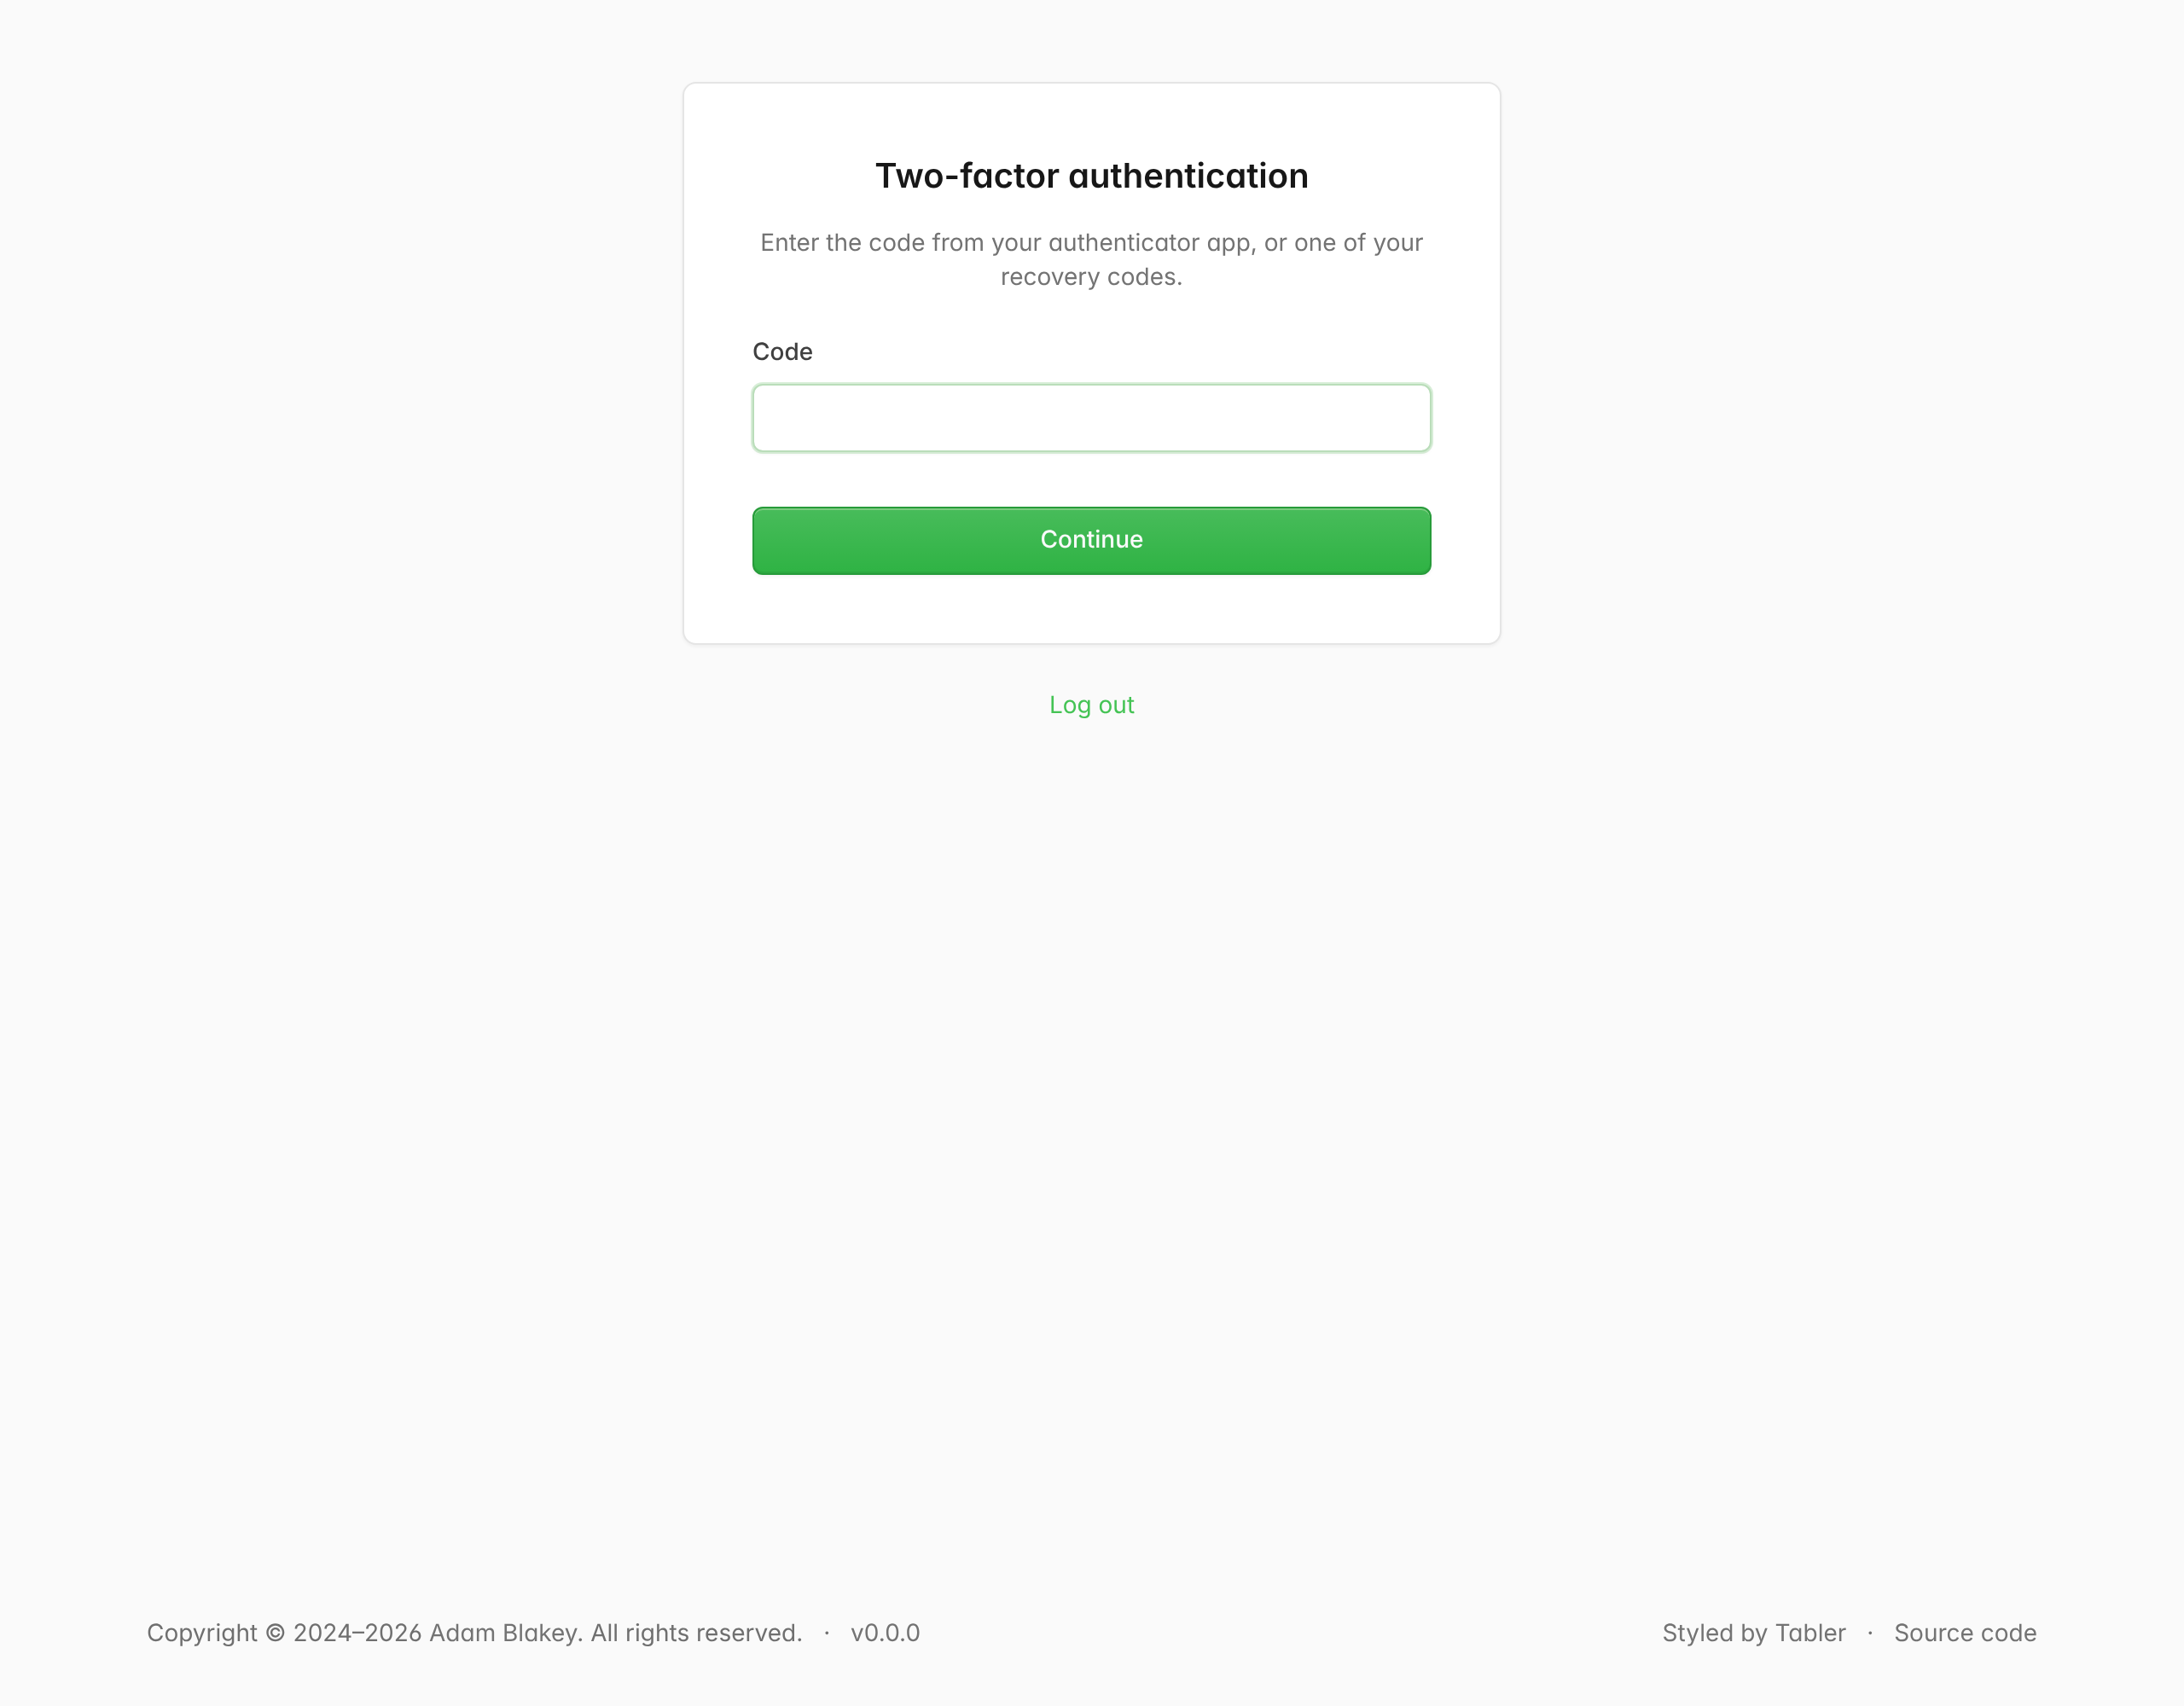 Two-factor authentication
Enter the code from your authenticator app, or one of your
recovery codes.
Code
Continue
Log out
Copyright © 2024–2026 Adam Blakey. All rights reserved. · v0.0.0
Styled by Tabler · Source code